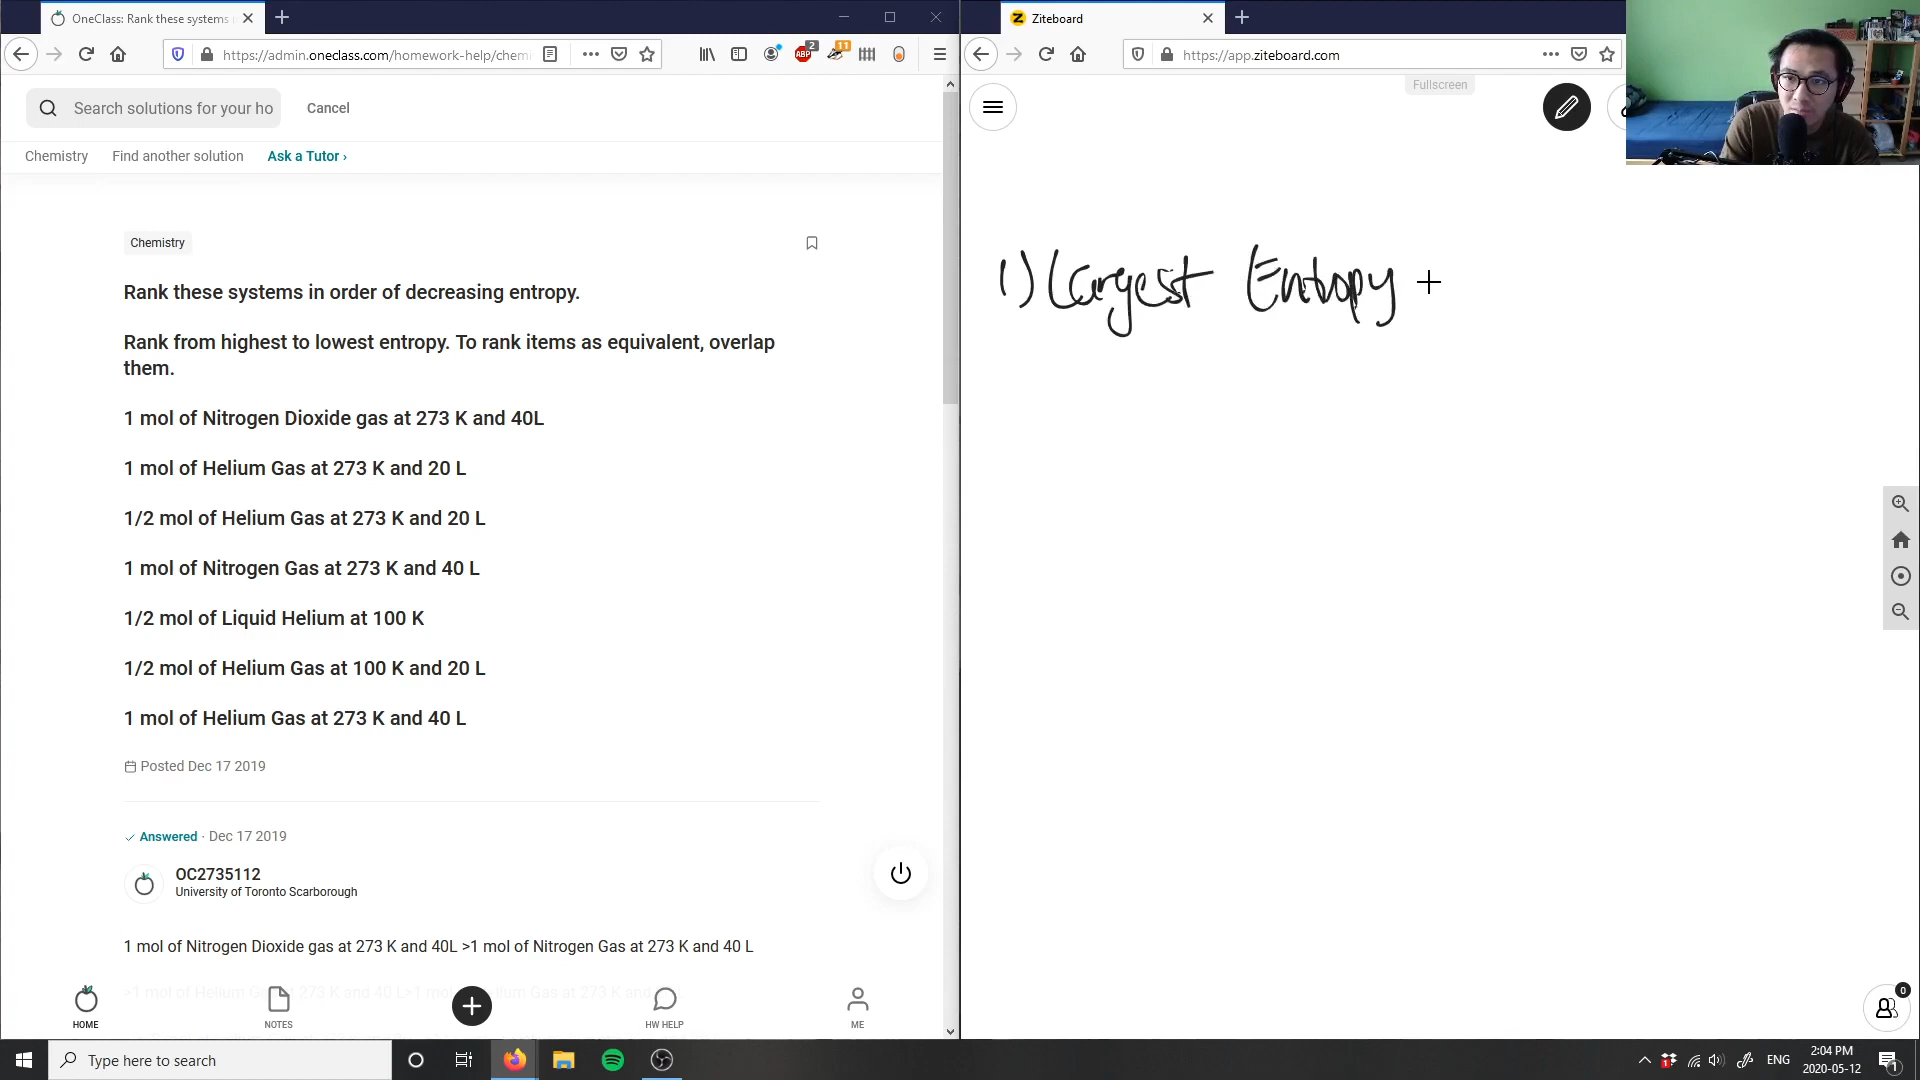 OneClass: Rank these systems i
Ziteboard
https://admin.oneclass.com/homework-help/chemi
2
11
https://app.ziteboard.com
Fullscreen
Search solutions for your ho
Cancel
Chemistry
Find another solution
Ask a Tutor ›
Chemistry
Rank these systems in order of decreasing entropy.
Rank from highest to lowest entropy. To rank items as equivalent, overlap
them.
1 mol of Nitrogen Dioxide gas at 273 K and 40L
1 mol of Helium Gas at 273 K and 20 L
1/2 mol of Helium Gas at 273 K and 20 L
1 mol of Nitrogen Gas at 273 K and 40 L
1/2 mol of Liquid Helium at 100 K
1/2 mol of Helium Gas at 100 K and 20 L
1 mol of Helium Gas at 273 K and 40 L
Posted Dec 17 2019
Answered · Dec 17 2019
OC2735112
University of Toronto Scarborough
1 mol of Nitrogen Dioxide gas at 273 K and 40L >1 mol of Nitrogen Gas at 273 K and 40 L
HOME
NOTES
HW HELP
ME
1) Largest Entropy
0
Type here to search
ABP
ENG
2:04 PM
2020-05-12
1